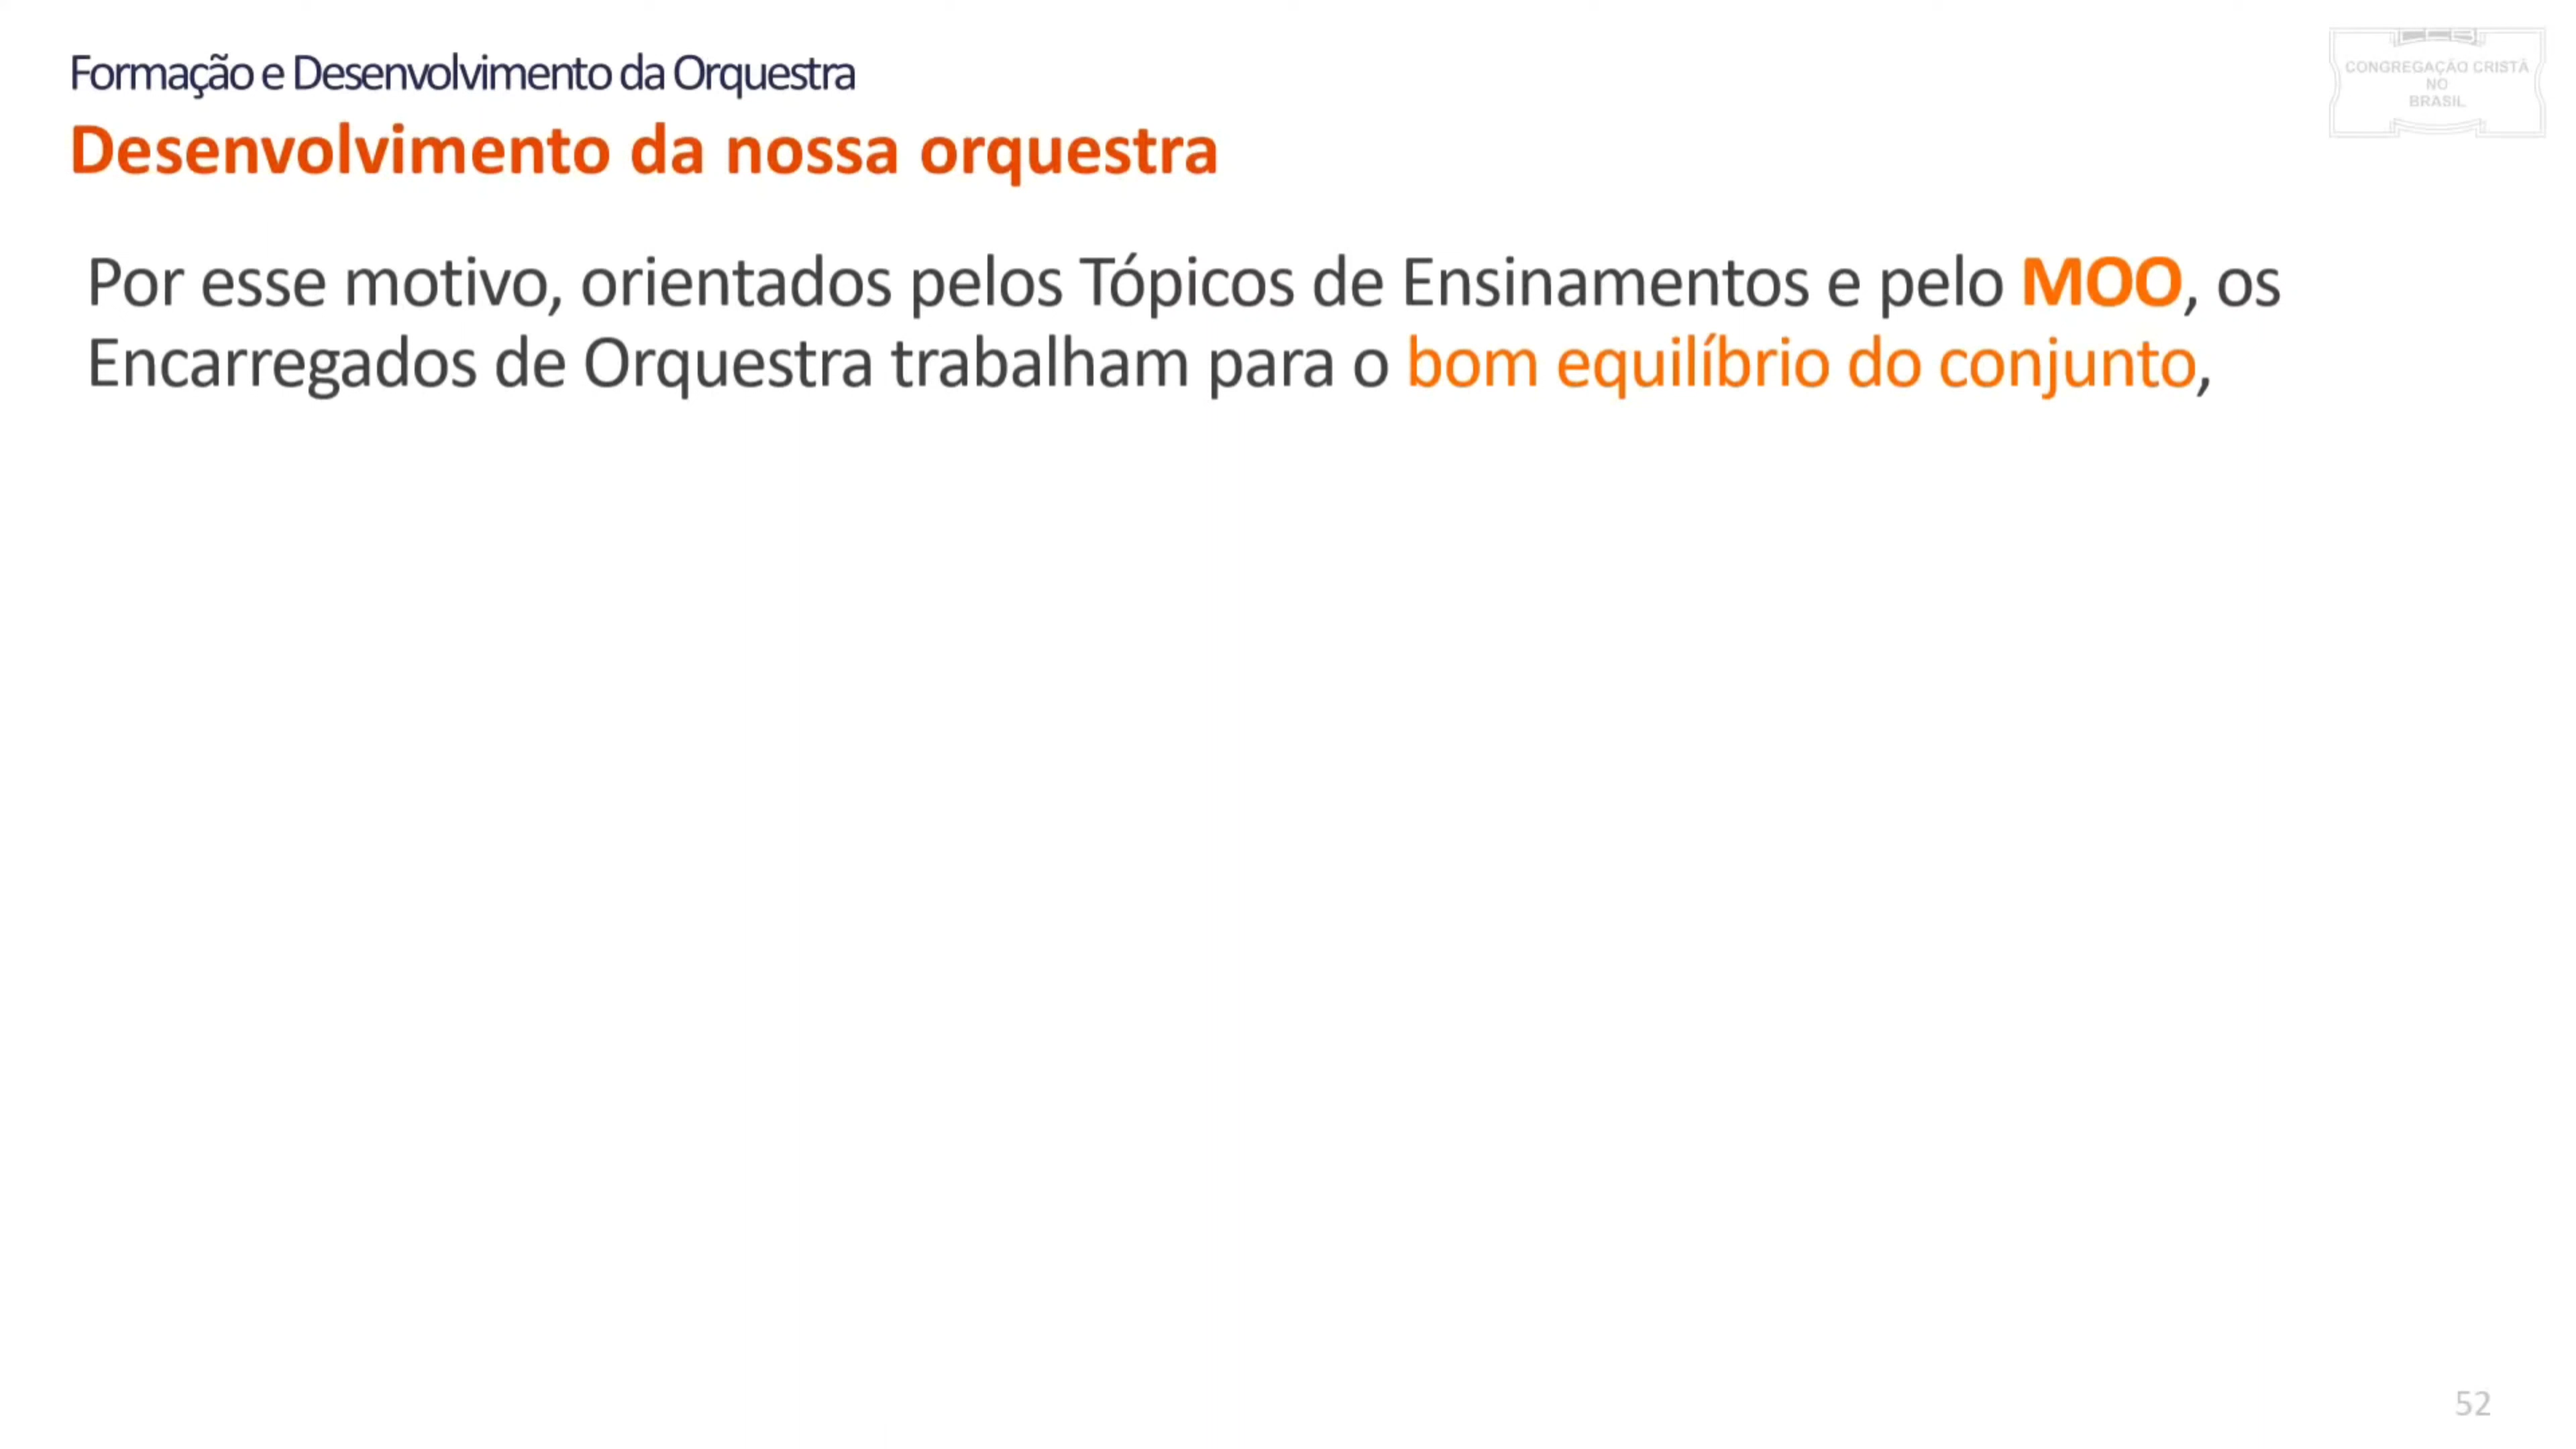 Formação e Desenvolvimento da Orquestra
Desenvolvimento da nossa orquestra
CONGREGAÇÃO CRISTÃ
NO
BRASIL
Por esse motivo, orientados pelos Tópicos de Ensinamentos e pelo MOO, os
Encarregados de Orquestra trabalham para o bom equilíbrio do conjunto,
52